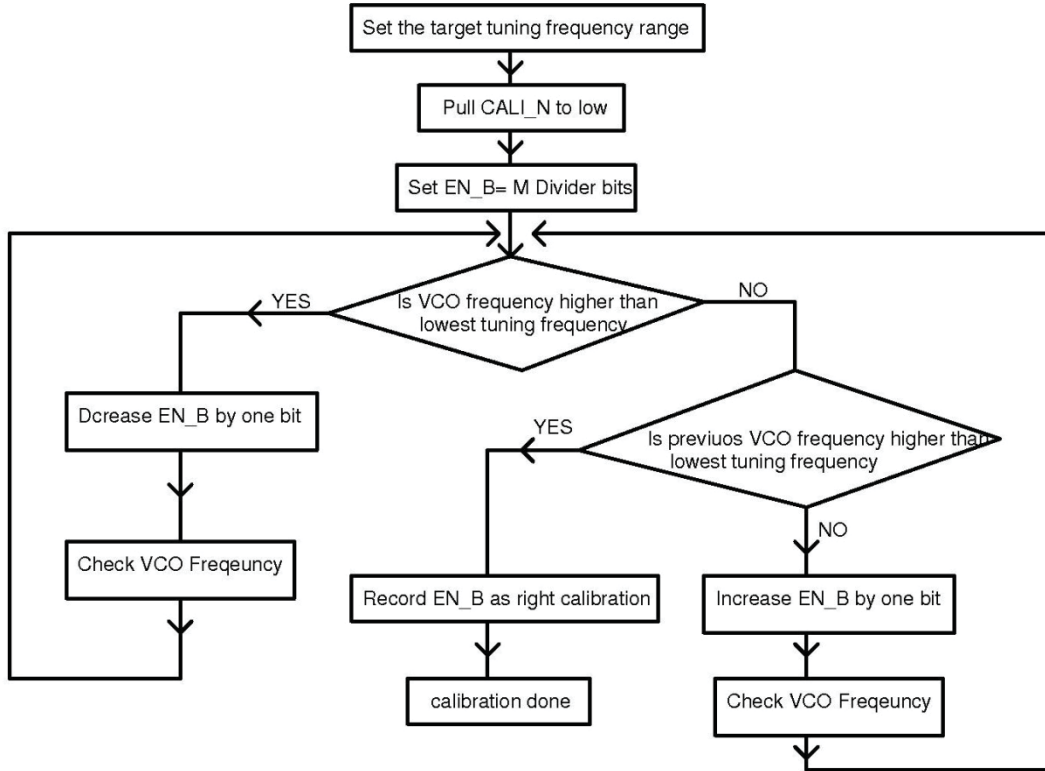 Set the target tuning frequency range
Pull CALI_N to low
Set EN_B= M Divider bits
Is VCO frequency higher than
lowest tuning frequency
YES
NO
Dcrease EN_B by one bit
Check VCO Freqeuncy
Is previuos VCO frequency higher than
lowest tuning frequency
YES
NO
Record EN_B as right calibration
calibration done
Increase EN_B by one bit
Check VCO Freqeuncy